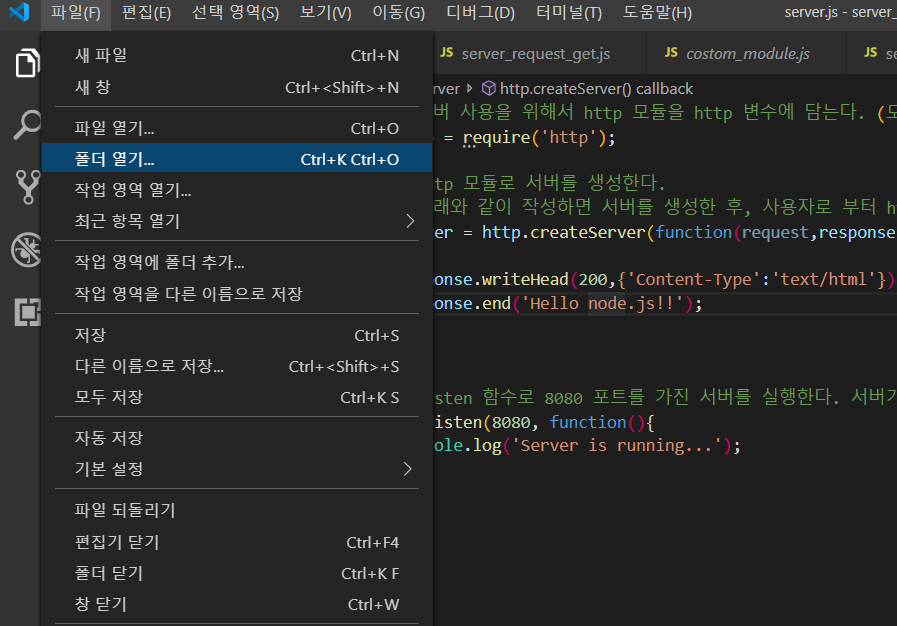 파일(F) 편집(E) 선택 영역(S) 보기(V) 이동(G) 디버그(D) 터미널(T) 도움말(H) server.js - server_
새 파일 Ctrl+N
새 창 Ctrl+<Shift>+N
파일 열기... Ctrl+O
폴더 열기... Ctrl+K Ctrl+O
작업 영역 열기...
최근 항목 열기
작업 영역에 폴더 추가...
작업 영역을 다른 이름으로 저장
저장 Ctrl+S
다른 이름으로 저장... Ctrl+<Shift>+S
모두 저장 Ctrl+K S
자동 저장
기본 설정
파일 되돌리기
편집기 닫기 Ctrl+F4
폴더 닫기 Ctrl+K F
창 닫기 Ctrl+W
JS server_request_get.js JS costom_module.js JS se
rver http.createServer() callback
버 사용을 위해서 http 모듈을 http 변수에 담는다. (모
= require('http');
tp 모듈로 서버를 생성한다.
래와 같이 작성하면 서버를 생성한 후, 사용자로 부터 h
er = http.createServer(function(request,response
onse.writeHead(200,{'Content-Type':'text/html'})
onse.end('Hello node.js!!');
sten 함수로 8080 포트를 가진 서버를 실행한다. 서버가
isten(8080, function(){
ole.log('Server is running...');